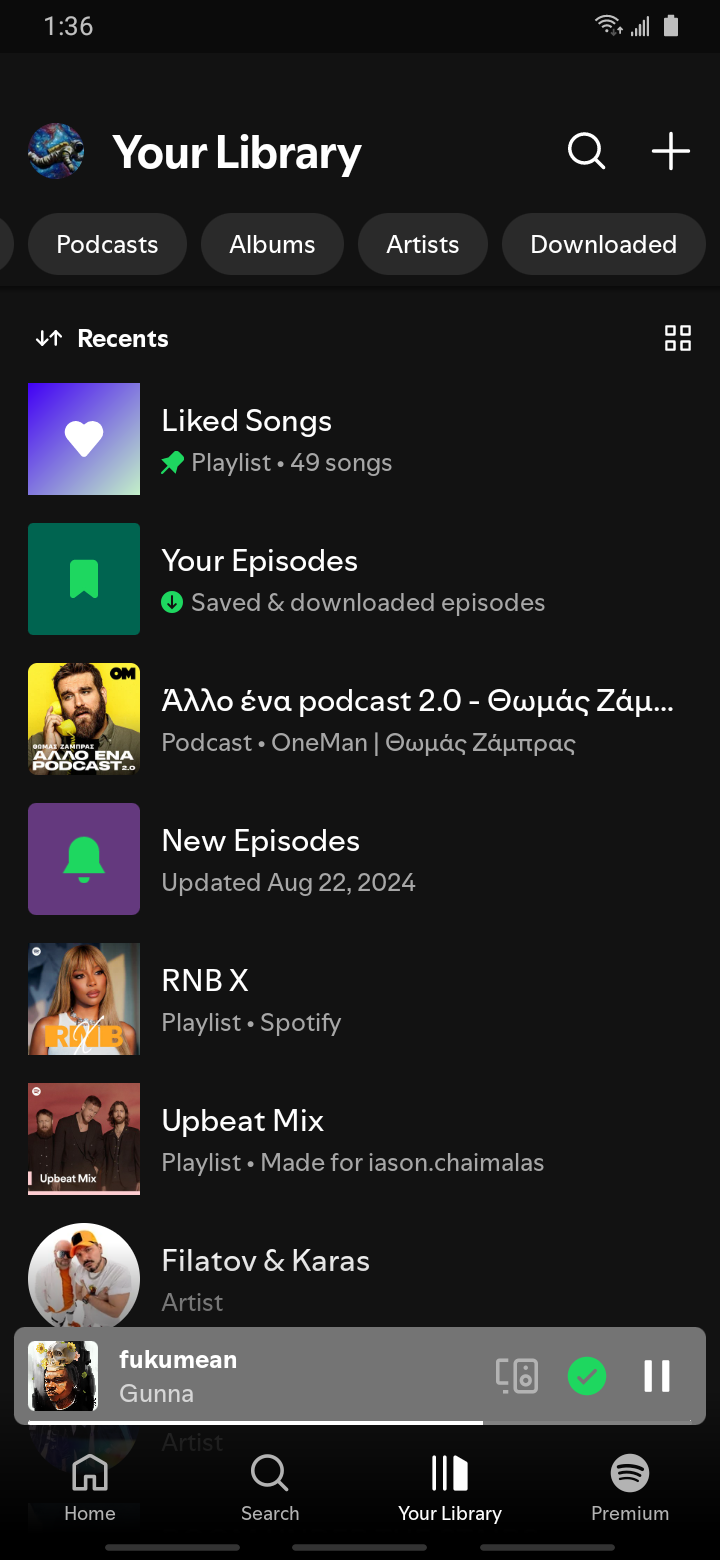 1:36
Your Library
Podcasts
Albums
Artists
Downloaded
Recents
Liked Songs
Playlist • 49 songs
Your Episodes
Saved & downloaded episodes
OM
ΘΩΜΑΣ ΖΑΜΠΡΑΣ
ΑΛΛΟ ΕΝΑ
PODCAST 2.0
Άλλο ένα podcast 2.0 - Θωμάς Ζάμ...
Podcast • OneMan | Θωμάς Ζάμπρας
New Episodes
Updated Aug 22, 2024
RNB X
RNB X
Playlist • Spotify
Upbeat Mix
Upbeat Mix
Playlist • Made for iason.chaimalas
Filatov & Karas
Artist
fukumean
Gunna
Artist
Home
Search
Your Library
Premium